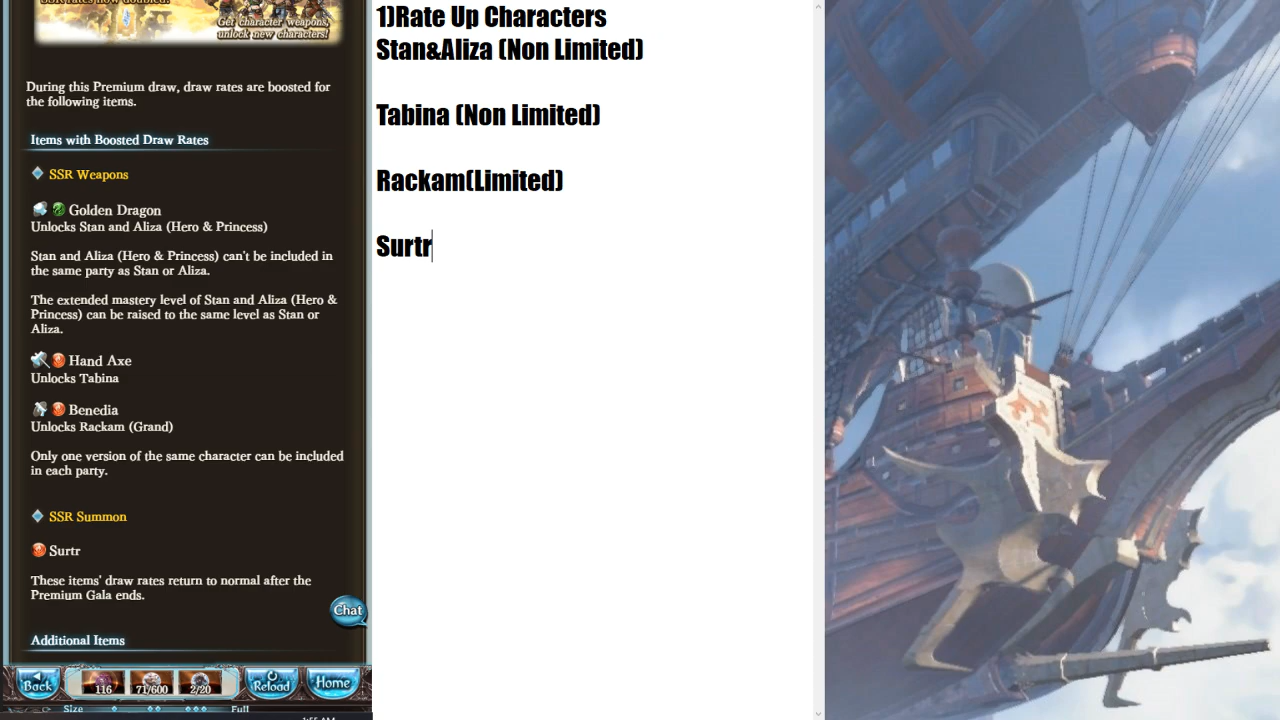 SSR rates now doubled!
Get character weapons,
unlock new characters!
During this Premium draw, draw rates are boosted for
the following items.
Items with Boosted Draw Rates
SSR Weapons
Golden Dragon
Unlocks Stan and Aliza (Hero & Princess)
Stan and Aliza (Hero & Princess) can't be included in
the same party as Stan or Aliza.
The extended mastery level of Stan and Aliza (Hero &
Princess) can be raised to the same level as Stan or
Aliza.
Hand Axe
Unlocks Tabina
Benedia
Unlocks Rackam (Grand)
Only one version of the same character can be included
in each party.
SSR Summon
Surtr
These items' draw rates return to normal after the
Premium Gala ends.
Chat
Additional Items
Back
116
71/600
2/20
Reload
Home
Size
Full
1)Rate Up Characters
Stan&Aliza (Non Limited)
Tabina (Non Limited)
Rackam(Limited)
Surtr